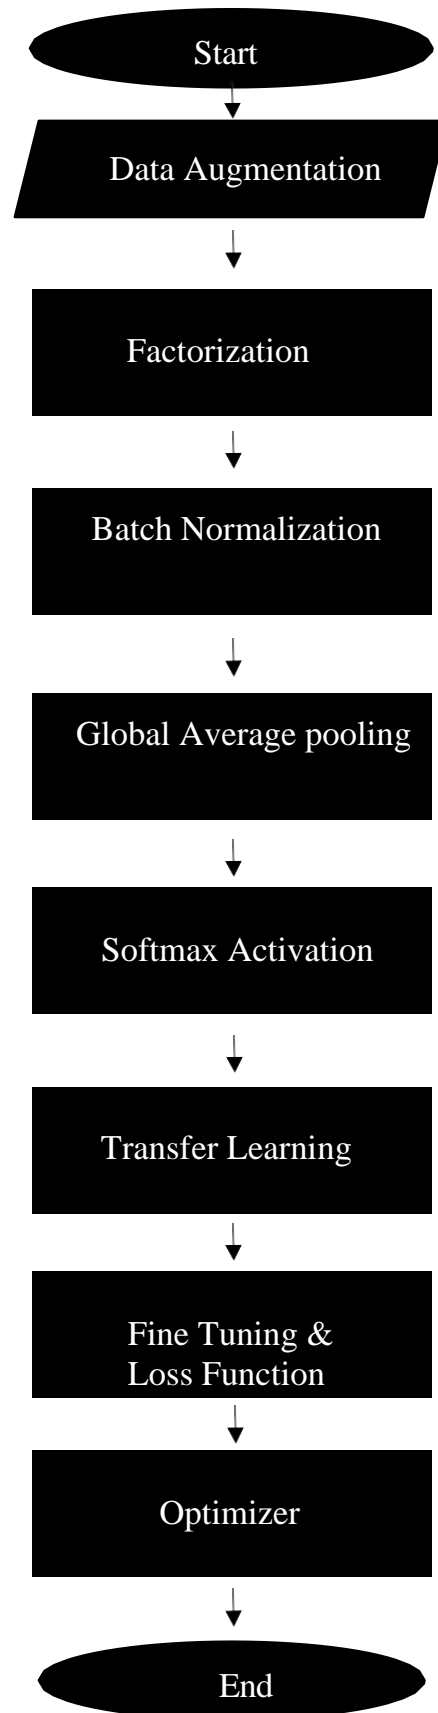 Start
Data Augmentation
Factorization
Batch Normalization
Global Average pooling
Softmax Activation
Transfer Learning
Fine Tuning &
Loss Function
Optimizer
End